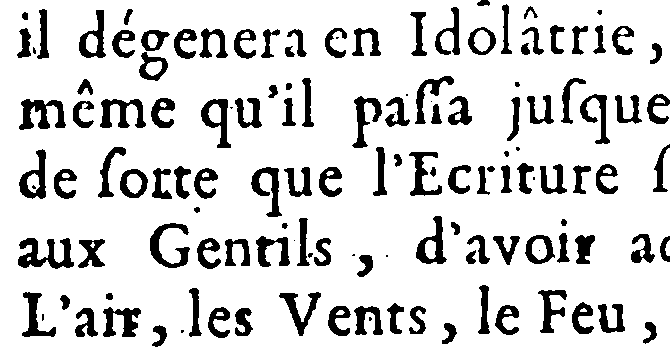 il dégenera en Idolâtrie,
même qu'il paſſa juſque
de ſorte que l'Ecriture ſ
aux Gentils, d'avoir ad
L'air, les Vents, le Feu,